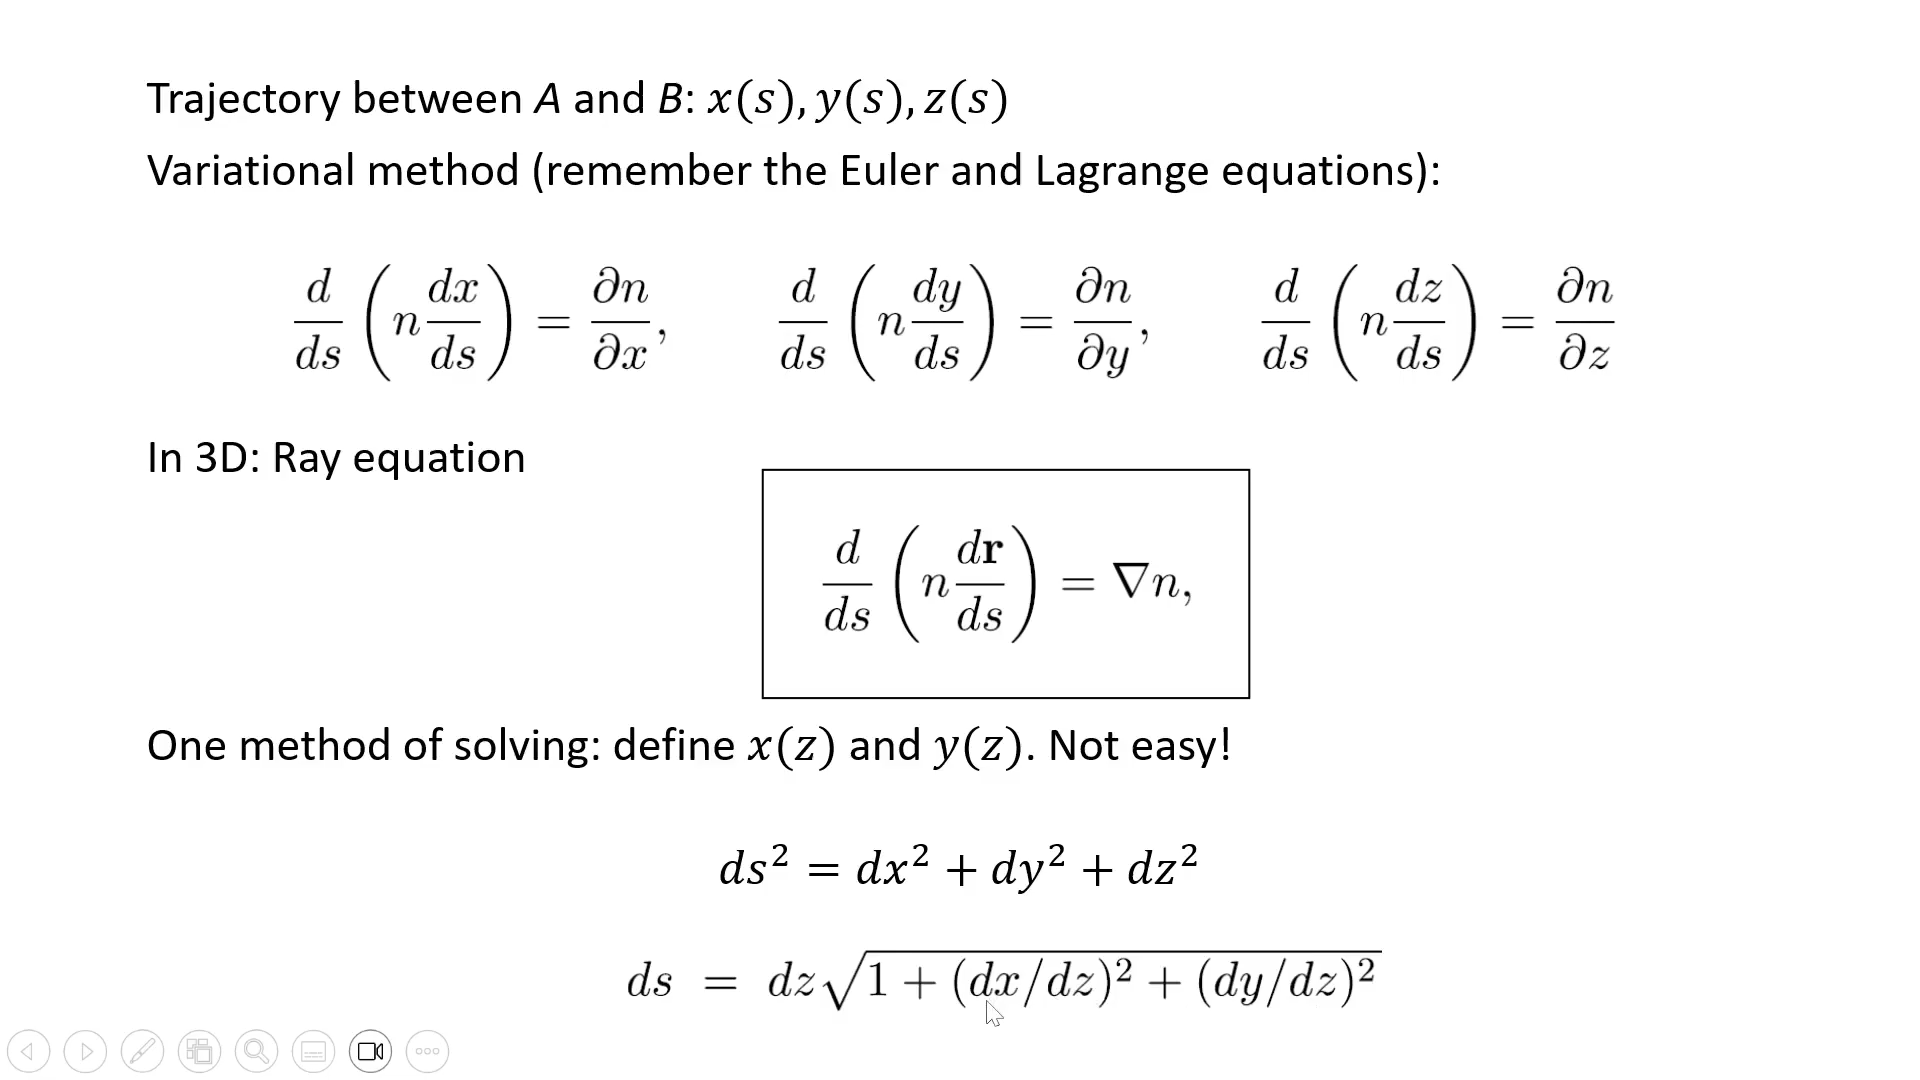 Trajectory between A and B: x(s), y(s), z(s)
Variational method (remember the Euler and Lagrange equations):
d/ds (n dx/ds) = ∂n/∂x, d/ds (n dy/ds) = ∂n/∂y, d/ds (n dz/ds) = ∂n/∂z
In 3D: Ray equation
d/ds (n dr/ds) = ∇n,
One method of solving: define x(z) and y(z). Not easy!
ds² = dx² + dy² + dz²
ds = dz√(1 + (dx/dz)² + (dy/dz)²)